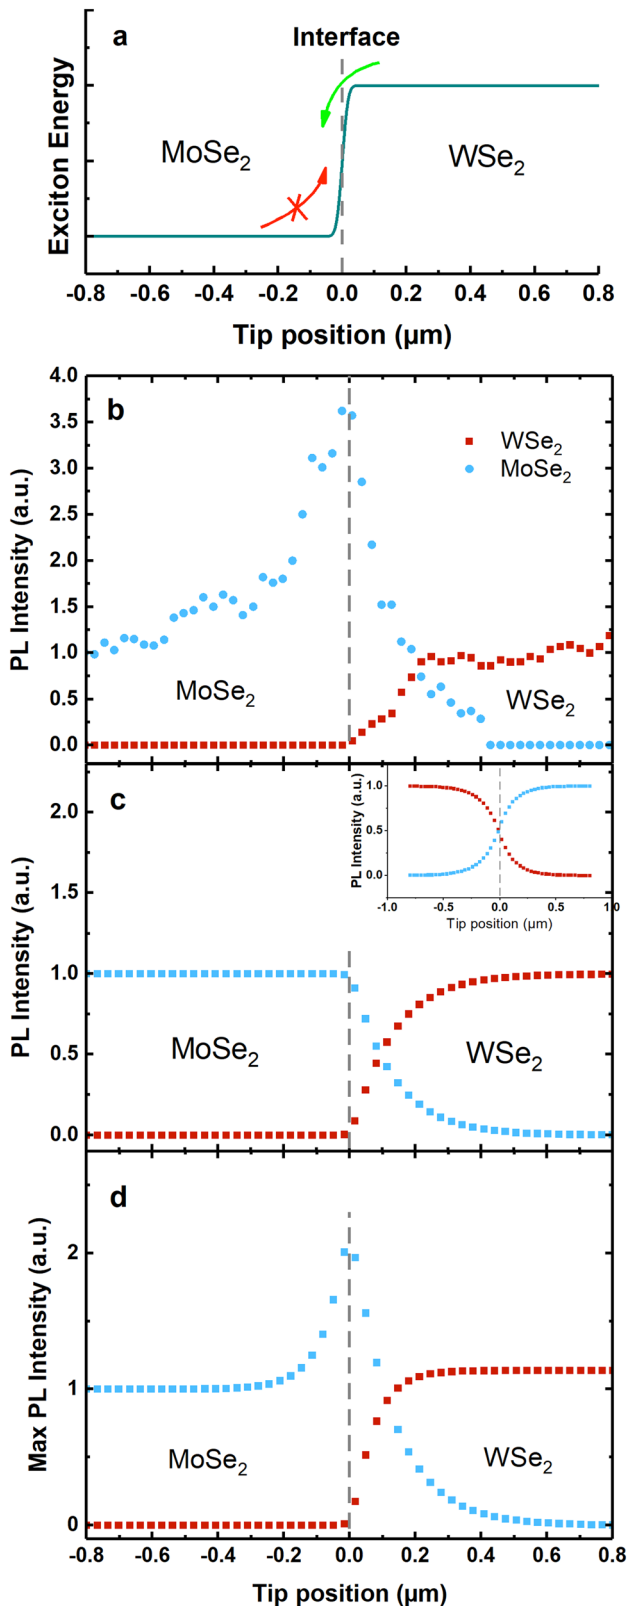 a
Interface
Exciton Energy
MoSe₂
WSe₂
-0.8 -0.6 -0.4 -0.2 0.0 0.2 0.4 0.6 0.8
Tip position (μm)
b
PL Intensity (a.u.)
4.0
3.5
3.0
2.5
2.0
1.5
1.0
0.5
0.0
WSe₂
MoSe₂
MoSe₂
WSe₂
c
PL Intensity (a.u.)
2.0
1.5
1.0
0.5
0.0
PL Intensity (a.u.)
1.0
0.5
0.0
-1.0 -0.5 0.0 0.5 10
Tip position (μm)
MoSe₂
WSe₂
d
Max PL Intensity (a.u.)
2
1
0
MoSe₂
WSe₂
-0.8 -0.6 -0.4 -0.2 0.0 0.2 0.4 0.6 0.8
Tip position (μm)